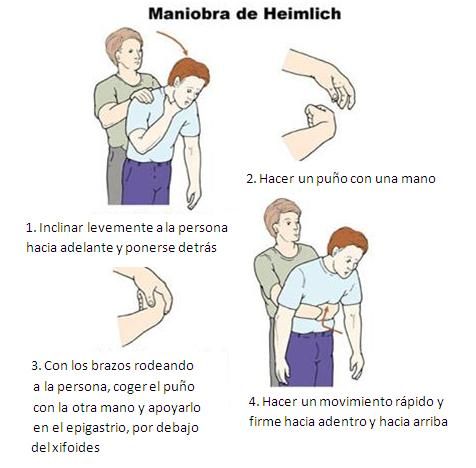 Maniobra de Heimlich
1. Inclinar levemente a la persona
hacia adelante y ponerse detrás
2. Hacer un puño con una mano
3. Con los brazos rodeando
a la persona, coger el puño
con la otra mano y apoyarlo
en el epigastrio, por debajo
del xifoides
4. Hacer un movimiento rápido y
firme hacia adentro y hacia arriba